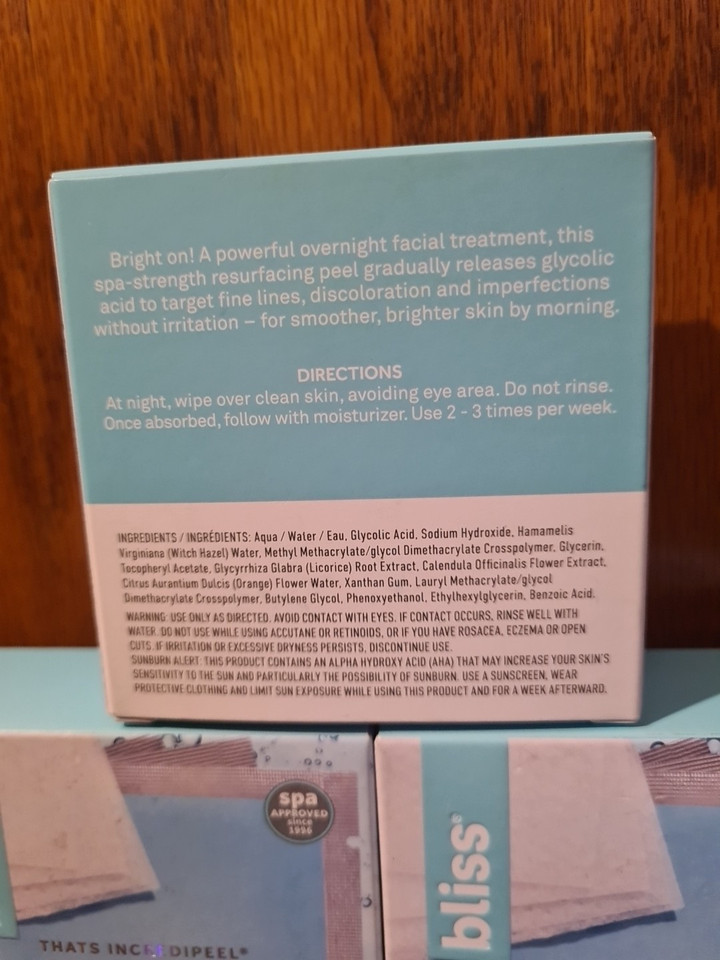 Bright on! A powerful overnight facial treatment, this
spa-strength resurfacing peel gradually releases glycolic
acid to target fine lines, discoloration and imperfections
without irritation – for smoother, brighter skin by morning.
DIRECTIONS
At night, wipe over clean skin, avoiding eye area. Do not rinse.
Once absorbed, follow with moisturizer. Use 2 - 3 times per week.
INGREDIENTS / INGRÉDIENTS: Aqua / Water / Eau, Glycolic Acid, Sodium Hydroxide, Hamamelis
Virginiana (Witch Hazel) Water, Methyl Methacrylate/glycol Dimethacrylate Crosspolymer, Glycerin,
Tocopheryl Acetate, Glycyrrhiza Glabra (Licorice) Root Extract, Calendula Officinalis Flower Extract,
Citrus Aurantium Dulcis (Orange) Flower Water, Xanthan Gum, Lauryl Methacrylate/glycol
Dimethacrylate Crosspolymer, Butylene Glycol, Phenoxyethanol, Ethylhexylglycerin, Benzoic Acid.
WARNING: USE ONLY AS DIRECTED. AVOID CONTACT WITH EYES. IF CONTACT OCCURS, RINSE WELL WITH
WATER. DO NOT USE WHILE USING ACCUTANE OR RETINOIDS, OR IF YOU HAVE ROSACEA, ECZEMA OR OPEN
CUTS. IF IRRITATION OR EXCESSIVE DRYNESS PERSISTS, DISCONTINUE USE.
SUNBURN ALERT: THIS PRODUCT CONTAINS AN ALPHA HYDROXY ACID (AHA) THAT MAY INCREASE YOUR SKIN'S
SENSITIVITY TO THE SUN AND PARTICULARLY THE POSSIBILITY OF SUNBURN. USE A SUNSCREEN, WEAR
PROTECTIVE CLOTHING AND LIMIT SUN EXPOSURE WHILE USING THIS PRODUCT AND FOR A WEEK AFTERWARD.
spa
APPROVED
since
1996
THATS INCREDIPEEL®
bliss®